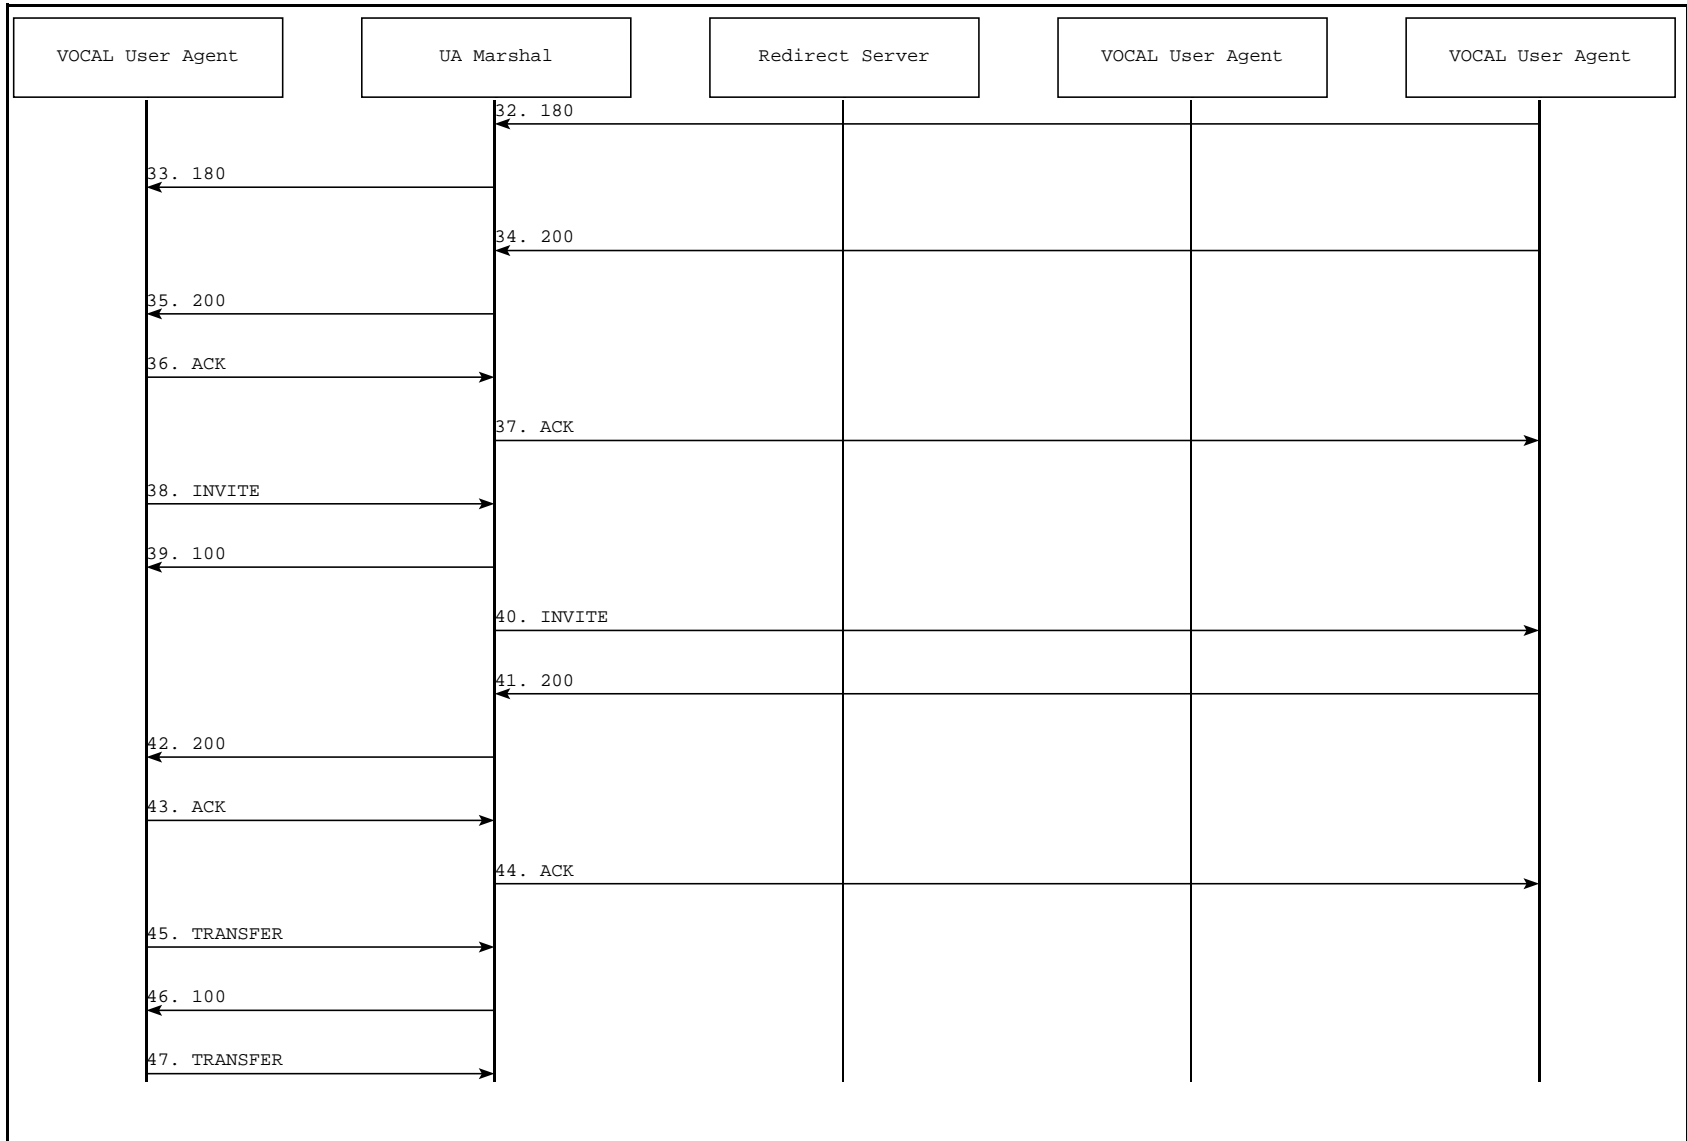 VOCAL User Agent
UA Marshal
Redirect Server
VOCAL User Agent
VOCAL User Agent
32. 180
33. 180
34. 200
35. 200
36. ACK
37. ACK
38. INVITE
39. 100
40. INVITE
41. 200
42. 200
43. ACK
44. ACK
45. TRANSFER
46. 100
47. TRANSFER